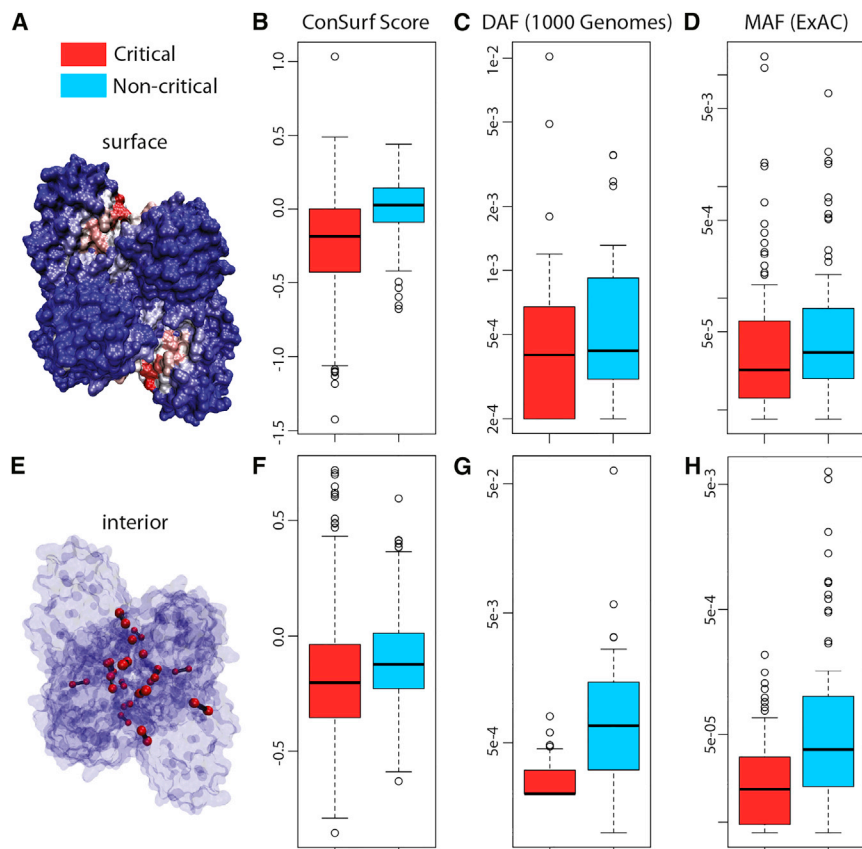 A
Critical
Non-critical
surface
B
ConSurf Score
1.0
0.5
0.0
-0.5
-1.0
-1.5
C
DAF (1000 Genomes)
1e-2
5e-3
2e-3
1e-3
5e-4
2e-4
D
MAF (ExAC)
5e-3
5e-4
5e-5
E
interior
F
0.5
0.0
-0.5
G
5e-2
5e-3
5e-4
H
5e-3
5e-4
5e-05